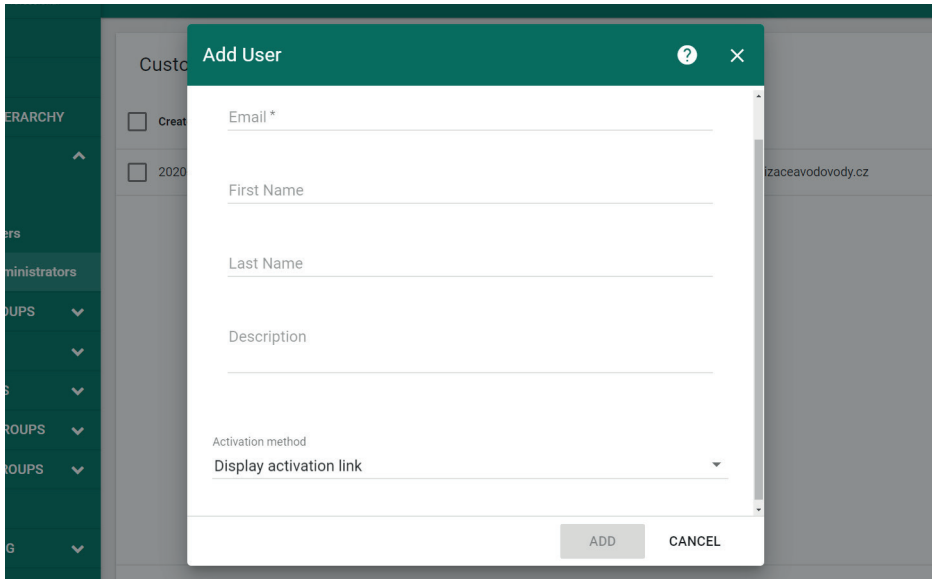 Add User
?
Custo
ERARCHY
Email *
Creat
2020
izaceavodovody.cz
First Name
ers
Last Name
ministrators
OUPS
Description
S
ROUPS
Activation method
Display activation link
ROUPS
ADD
CANCEL
G